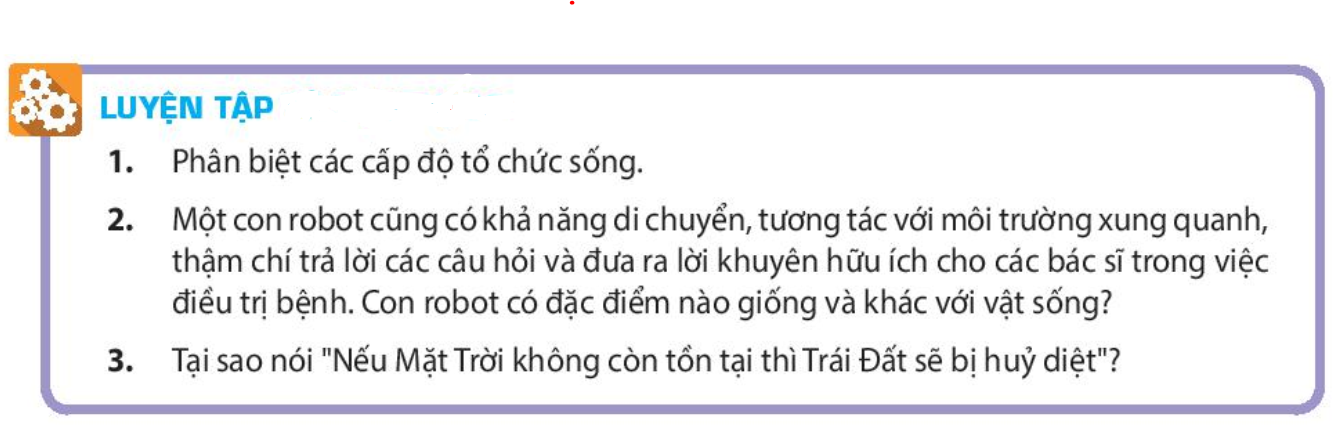 LUYỆN TẬP
1. Phân biệt các cấp độ tổ chức sống.
2. Một con robot cũng có khả năng di chuyển, tương tác với môi trường xung quanh,
thậm chí trả lời các câu hỏi và đưa ra lời khuyên hữu ích cho các bác sĩ trong việc
điều trị bệnh. Con robot có đặc điểm nào giống và khác với vật sống?
3. Tại sao nói "Nếu Mặt Trời không còn tồn tại thì Trái Đất sẽ bị huỷ diệt"?